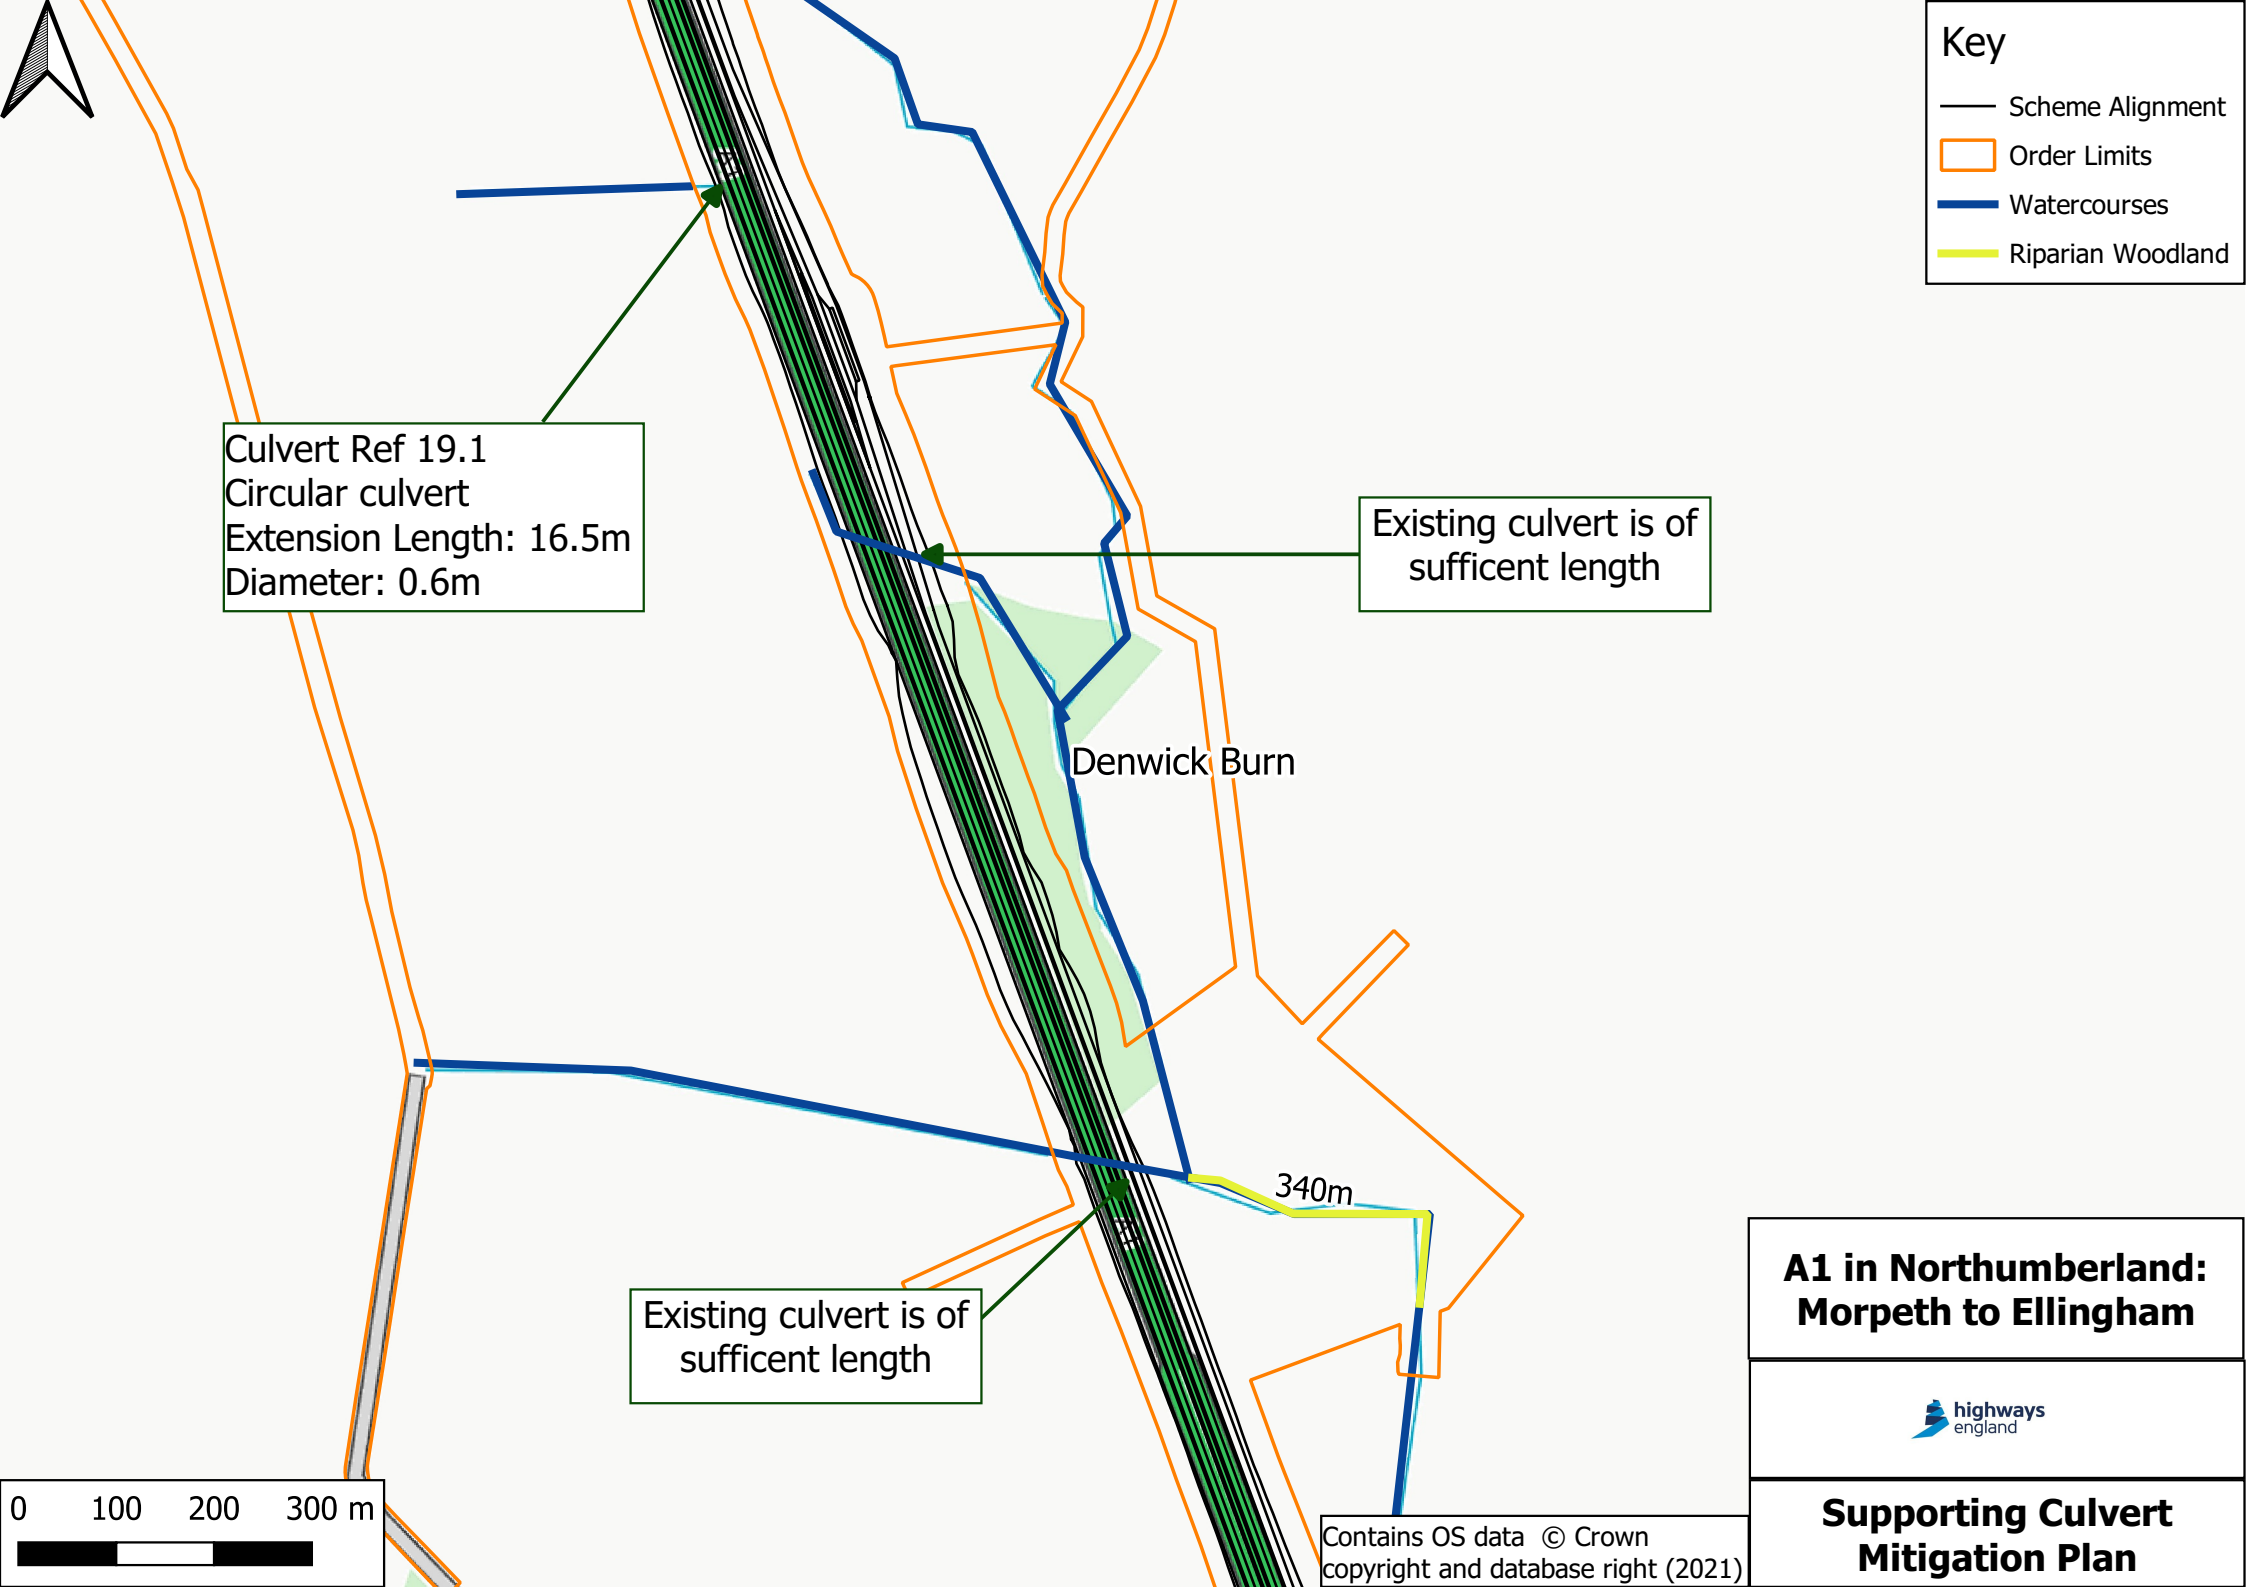 Key
Scheme Alignment
Order Limits
Watercourses
Riparian Woodland
A1
Culvert Ref 19.1
Circular culvert
Extension Length: 16.5m
Diameter: 0.6m
Existing culvert is of
sufficent length
Denwick Burn
340m
A1
Existing culvert is of
sufficent length
A1 in Northumberland:
Morpeth to Ellingham
highways
england
Supporting Culvert
Mitigation Plan
0 100 200 300 m
Contains OS data © Crown
copyright and database right (2021)